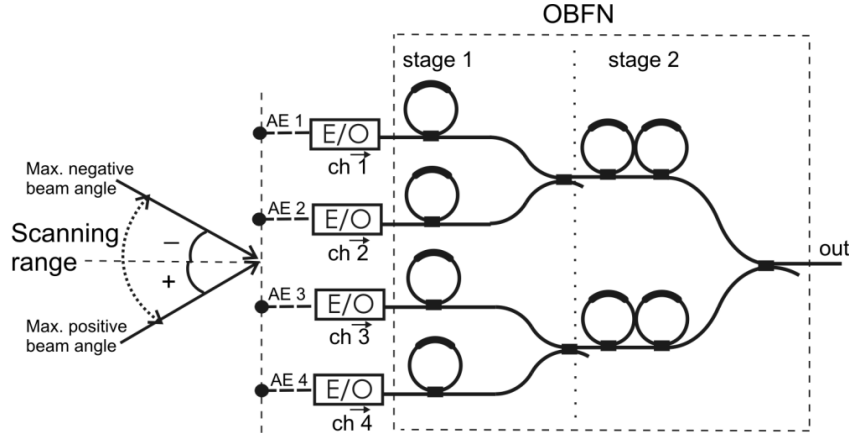 OBFN
stage 1
stage 2
AE 1
E/O
ch 1
Max. negative
beam angle
AE 2
E/O
ch 2
Scanning
range
−
+
out
AE 3
E/O
ch 3
Max. positive
beam angle
AE 4
E/O
ch 4